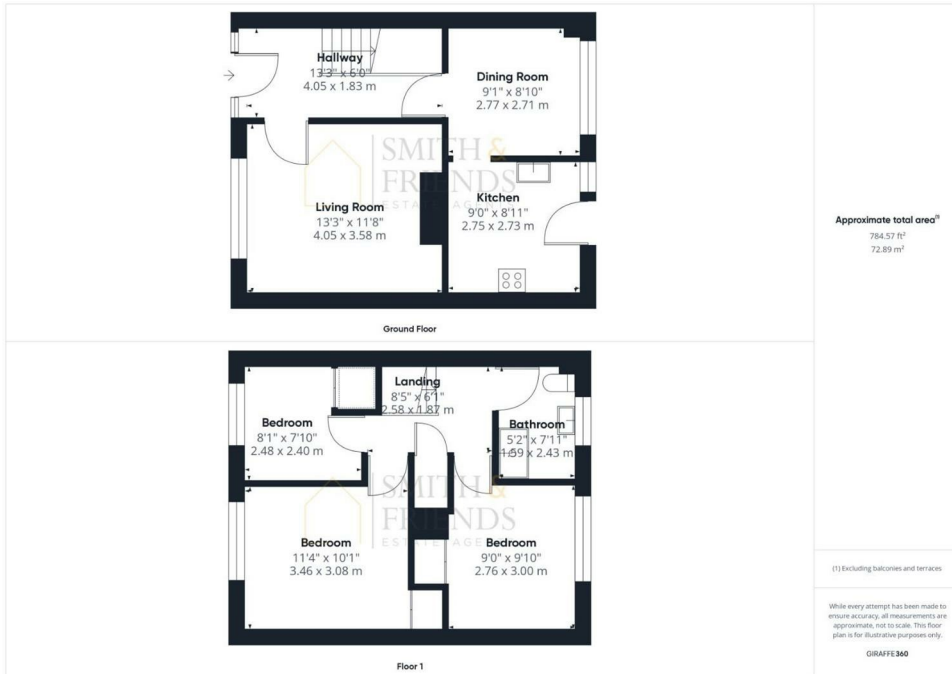 Hallway
13'3" x 6'0"
4.05 x 1.83 m
Dining Room
9'1" x 8'10"
2.77 x 2.71 m
SMITH &
FRIENDS
ESTATE AGENTS
Living Room
13'3" x 11'8"
4.05 x 3.58 m
Kitchen
9'0" x 8'11"
2.75 x 2.73 m
Ground Floor
Approximate total area(1)
784.57 ft²
72.89 m²
Landing
8'5" x 6'1"
2.58 x 1.87 m
Bedroom
8'1" x 7'10"
2.48 x 2.40 m
Bathroom
5'2" x 7'11"
1.59 x 2.43 m
SMITH &
FRIENDS
ESTATE AGENTS
Bedroom
11'4" x 10'1"
3.46 x 3.08 m
Bedroom
9'0" x 9'10"
2.76 x 3.00 m
Floor 1
(1) Excluding balconies and terraces
While every attempt has been made to
ensure accuracy, all measurements are
approximate, not to scale. This floor
plan is for illustrative purposes only.
GIRAFFE360